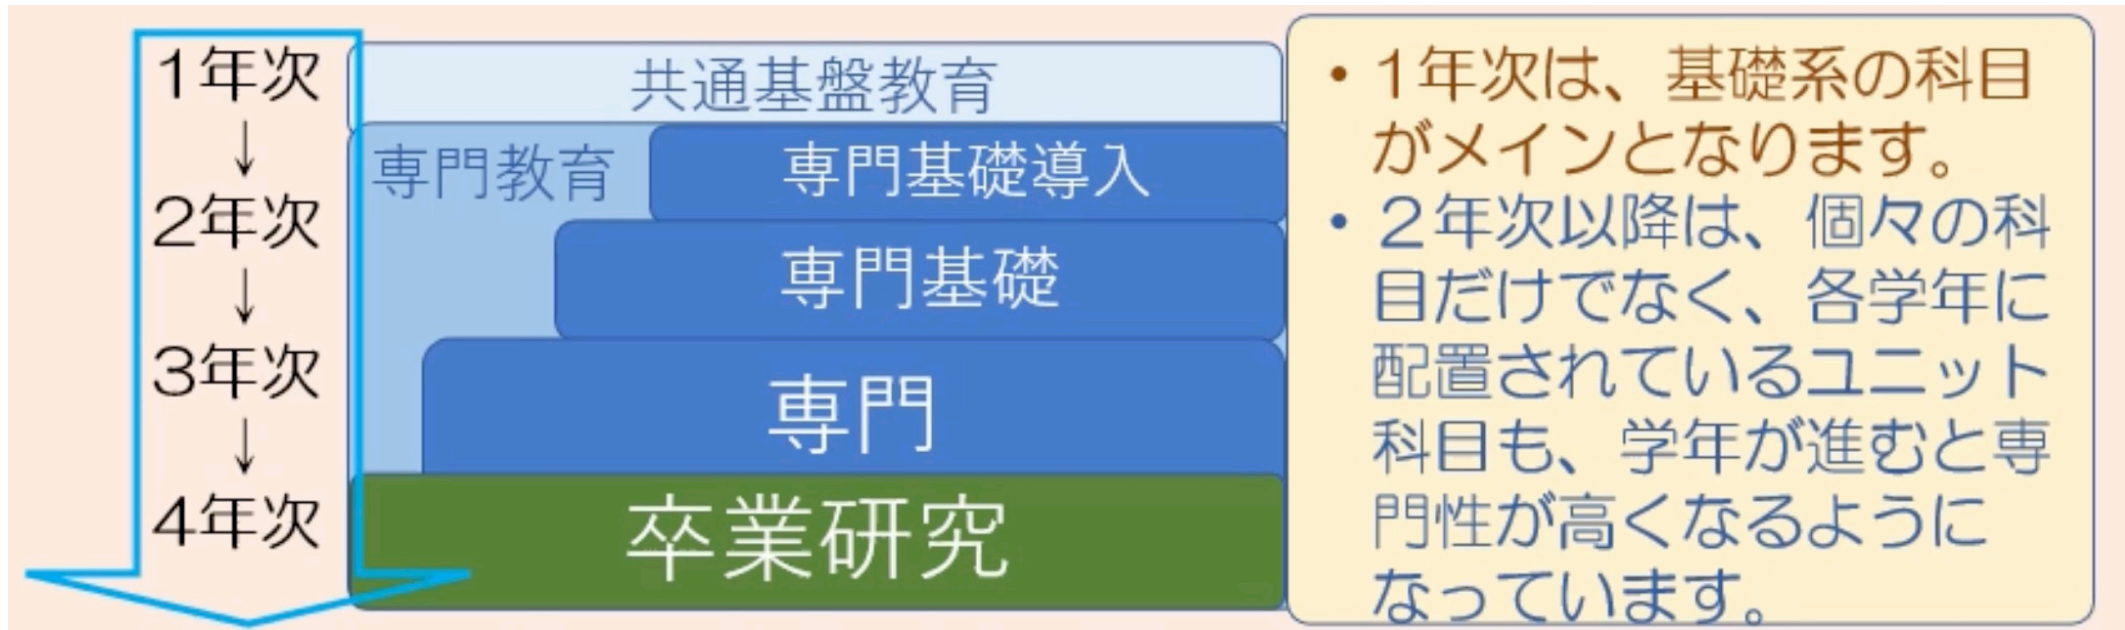 1年次
↓
2年次
↓
3年次
↓
4年次
共通基盤教育
専門教育
専門基礎導入
専門基礎
専門
卒業研究
・1年次は、基礎系の科目
がメインとなります。
・２年次以降は、個々の科
目だけでなく、各学年に
配置されているユニット
科目も、学年が進むと専
門性が高くなるように
なっています。